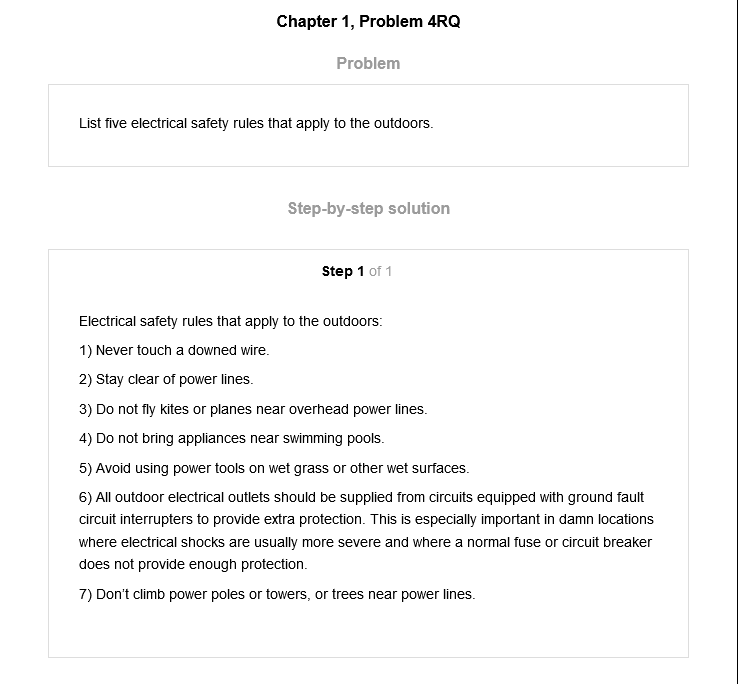 Chapter 1, Problem 4RQ
Problem
List five electrical safety rules that apply to the outdoors.
Step-by-step solution
Step 1 of 1
Electrical safety rules that apply to the outdoors:
1) Never touch a downed wire.
2) Stay clear of power lines.
3) Do not fly kites or planes near overhead power lines.
4) Do not bring appliances near swimming pools.
5) Avoid using power tools on wet grass or other wet surfaces.
6) All outdoor electrical outlets should be supplied from circuits equipped with ground fault
circuit interrupters to provide extra protection. This is especially important in damn locations
where electrical shocks are usually more severe and where a normal fuse or circuit breaker
does not provide enough protection.
7) Don't climb power poles or towers, or trees near power lines.